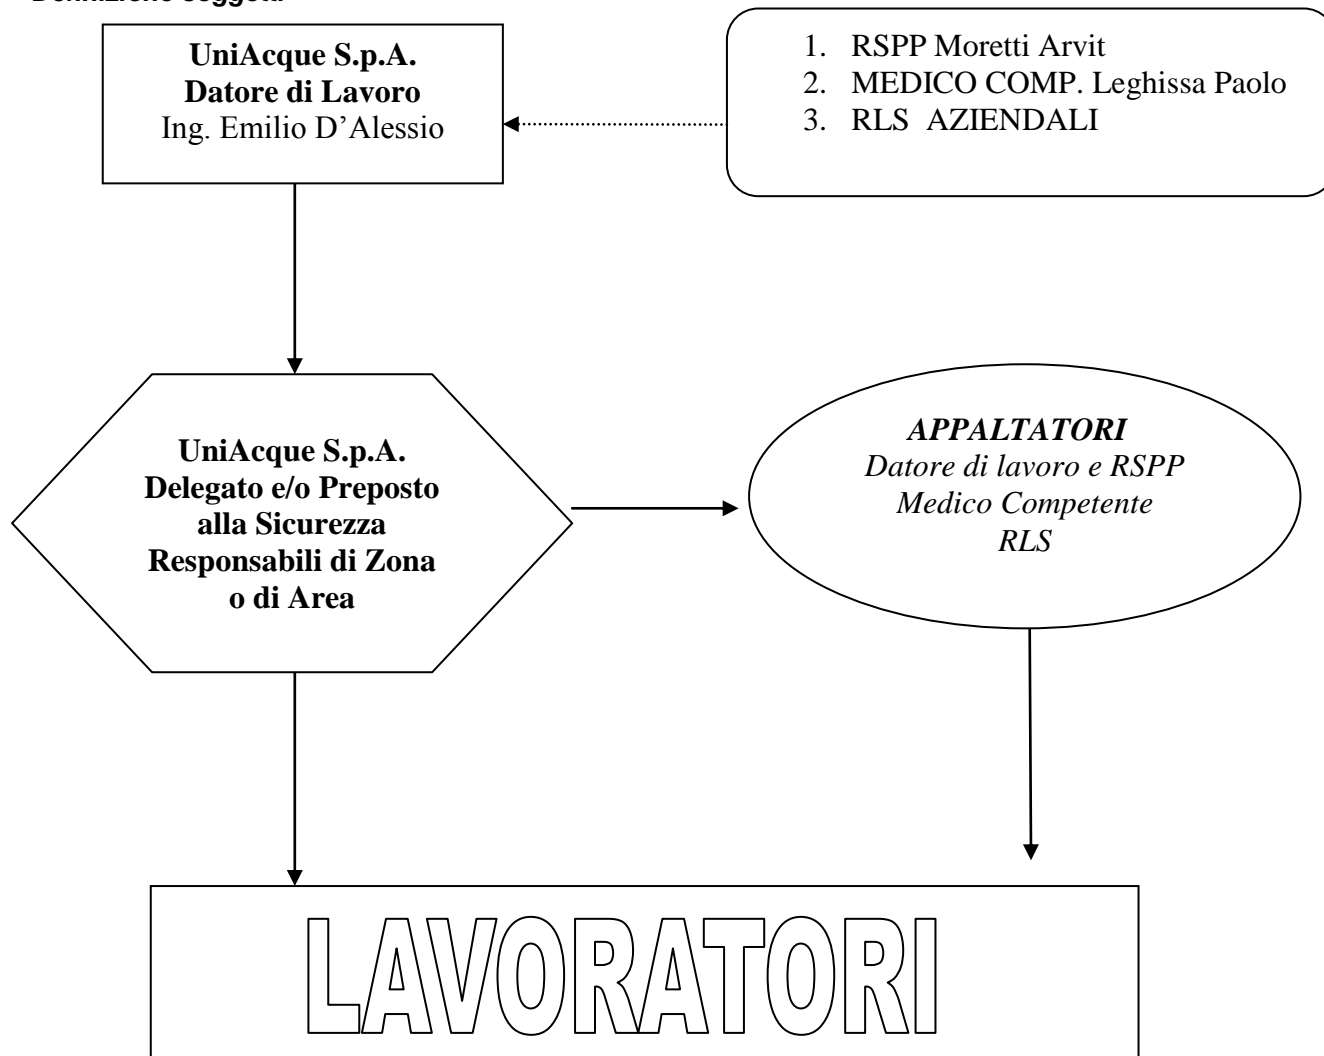 UniAcque S.p.A.
Datore di Lavoro
Ing. Emilio D’Alessio
1. RSPP Moretti Arvit
2. MEDICO COMP. Leghissa Paolo
3. RLS AZIENDALI
UniAcque S.p.A.
Delegato e/o Preposto
alla Sicurezza
Responsabili di Zona
o di Area
APPALTATORI
Datore di lavoro e RSPP
Medico Competente
RLS
LAVORATORI